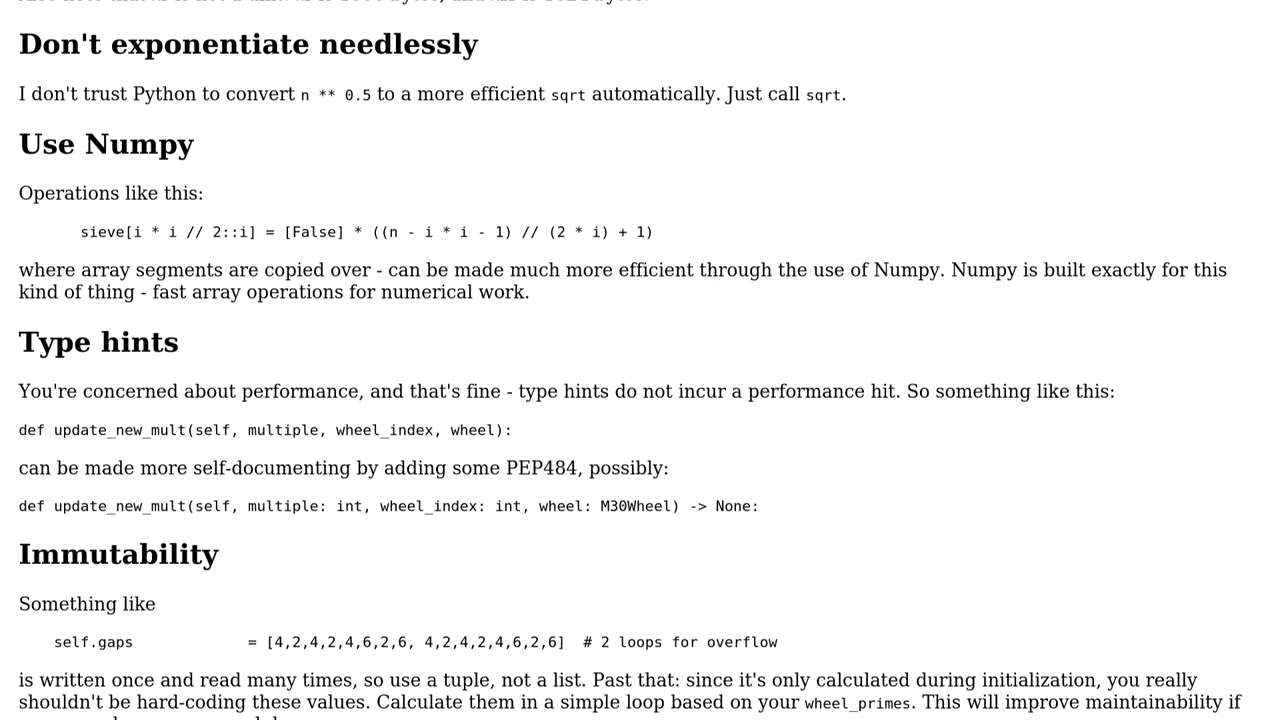 Don't exponentiate needlessly
I don't trust Python to convert n ** 0.5 to a more efficient sqrt automatically. Just call sqrt.
Use Numpy
Operations like this:
sieve[i * i // 2::i] = [False] * ((n - i * i - 1) // (2 * i) + 1)
where array segments are copied over - can be made much more efficient through the use of Numpy. Numpy is built exactly for this
kind of thing - fast array operations for numerical work.
Type hints
You're concerned about performance, and that's fine - type hints do not incur a performance hit. So something like this:
def update_new_mult(self, multiple, wheel_index, wheel):
can be made more self-documenting by adding some PEP484, possibly:
def update_new_mult(self, multiple: int, wheel_index: int, wheel: M30Wheel) -> None:
Immutability
Something like
self.gaps = [4,2,4,2,4,6,2,6, 4,2,4,2,4,6,2,6] # 2 loops for overflow
is written once and read many times, so use a tuple, not a list. Past that: since it's only calculated during initialization, you really
shouldn't be hard-coding these values. Calculate them in a simple loop based on your wheel_primes. This will improve maintainability if